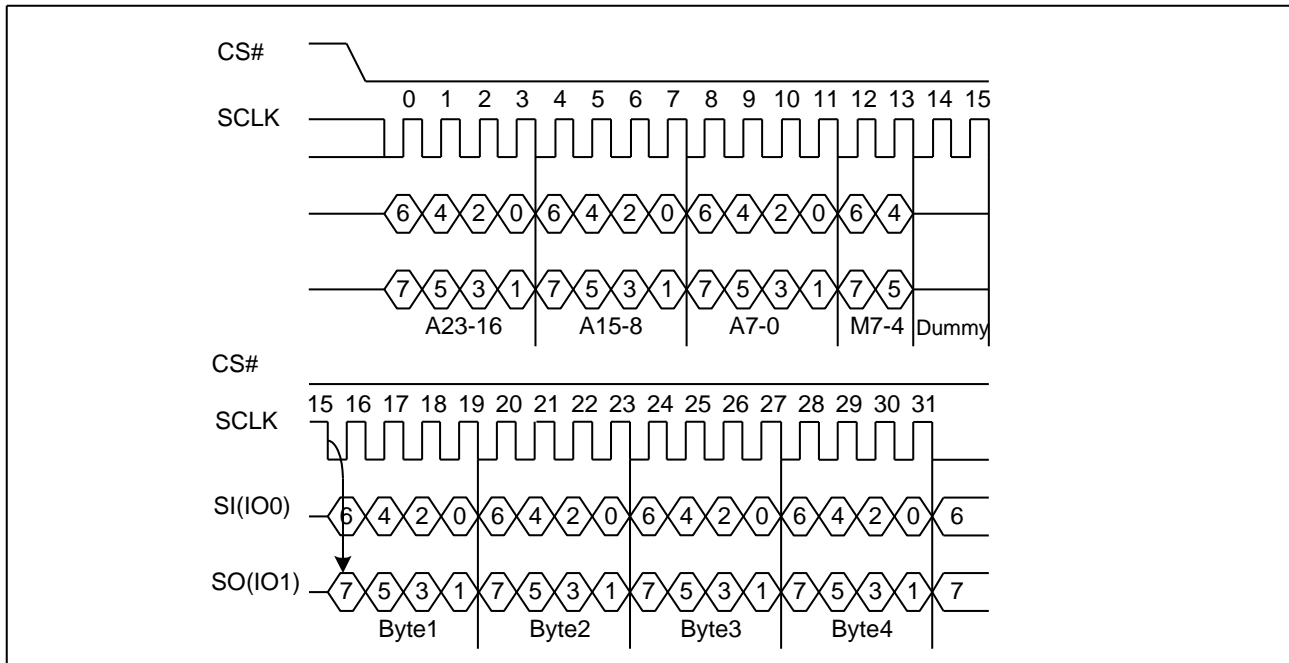 CS#
0 1 2 3 4 5 6 7 8 9 10 11 12 13 14 15
SCLK
6 4 2 0 6 4 2 0 6 4 2 0 6 4
7 5 3 1 7 5 3 1 7 5 3 1 7 5
A23-16 A15-8 A7-0 M7-4 Dummy
CS#
15 16 17 18 19 20 21 22 23 24 25 26 27 28 29 30 31
SCLK
SI(IO0) 6 4 2 0 6 4 2 0 6 4 2 0 6 4 2 0 6
SO(IO1) 7 5 3 1 7 5 3 1 7 5 3 1 7 5 3 1 7
Byte1 Byte2 Byte3 Byte4